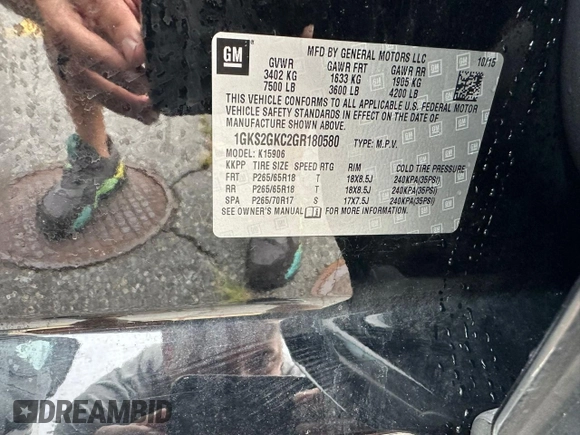 GM
MFD BY GENERAL MOTORS LLC
10/15
GVWR GAWR FRT GAWR RR
3402 KG 1633 KG 1905 KG
7500 LB 3600 LB 4200 LB
THIS VEHICLE CONFORMS TO ALL APPLICABLE U.S. FEDERAL MOTOR
VEHICLE SAFETY STANDARDS IN EFFECT ON THE DATE OF
MANUFACTURE SHOWN ABOVE.
1GKS2GKC2GR180580 TYPE: M.P.V.
MODEL: K15906
KKPP TIRE SIZE SPEED RTG RIM COLD TIRE PRESSURE
FRT P265/65R18 T 18X8.5J 240KPA(35PSI)
RR P265/65R18 T 18X8.5J 240KPA(35PSI)
SPA P265/70R17 S 17X7.5J 240KPA(35PSI)
SEE OWNER'S MANUAL FOR MORE INFORMATION.
DREAMBID